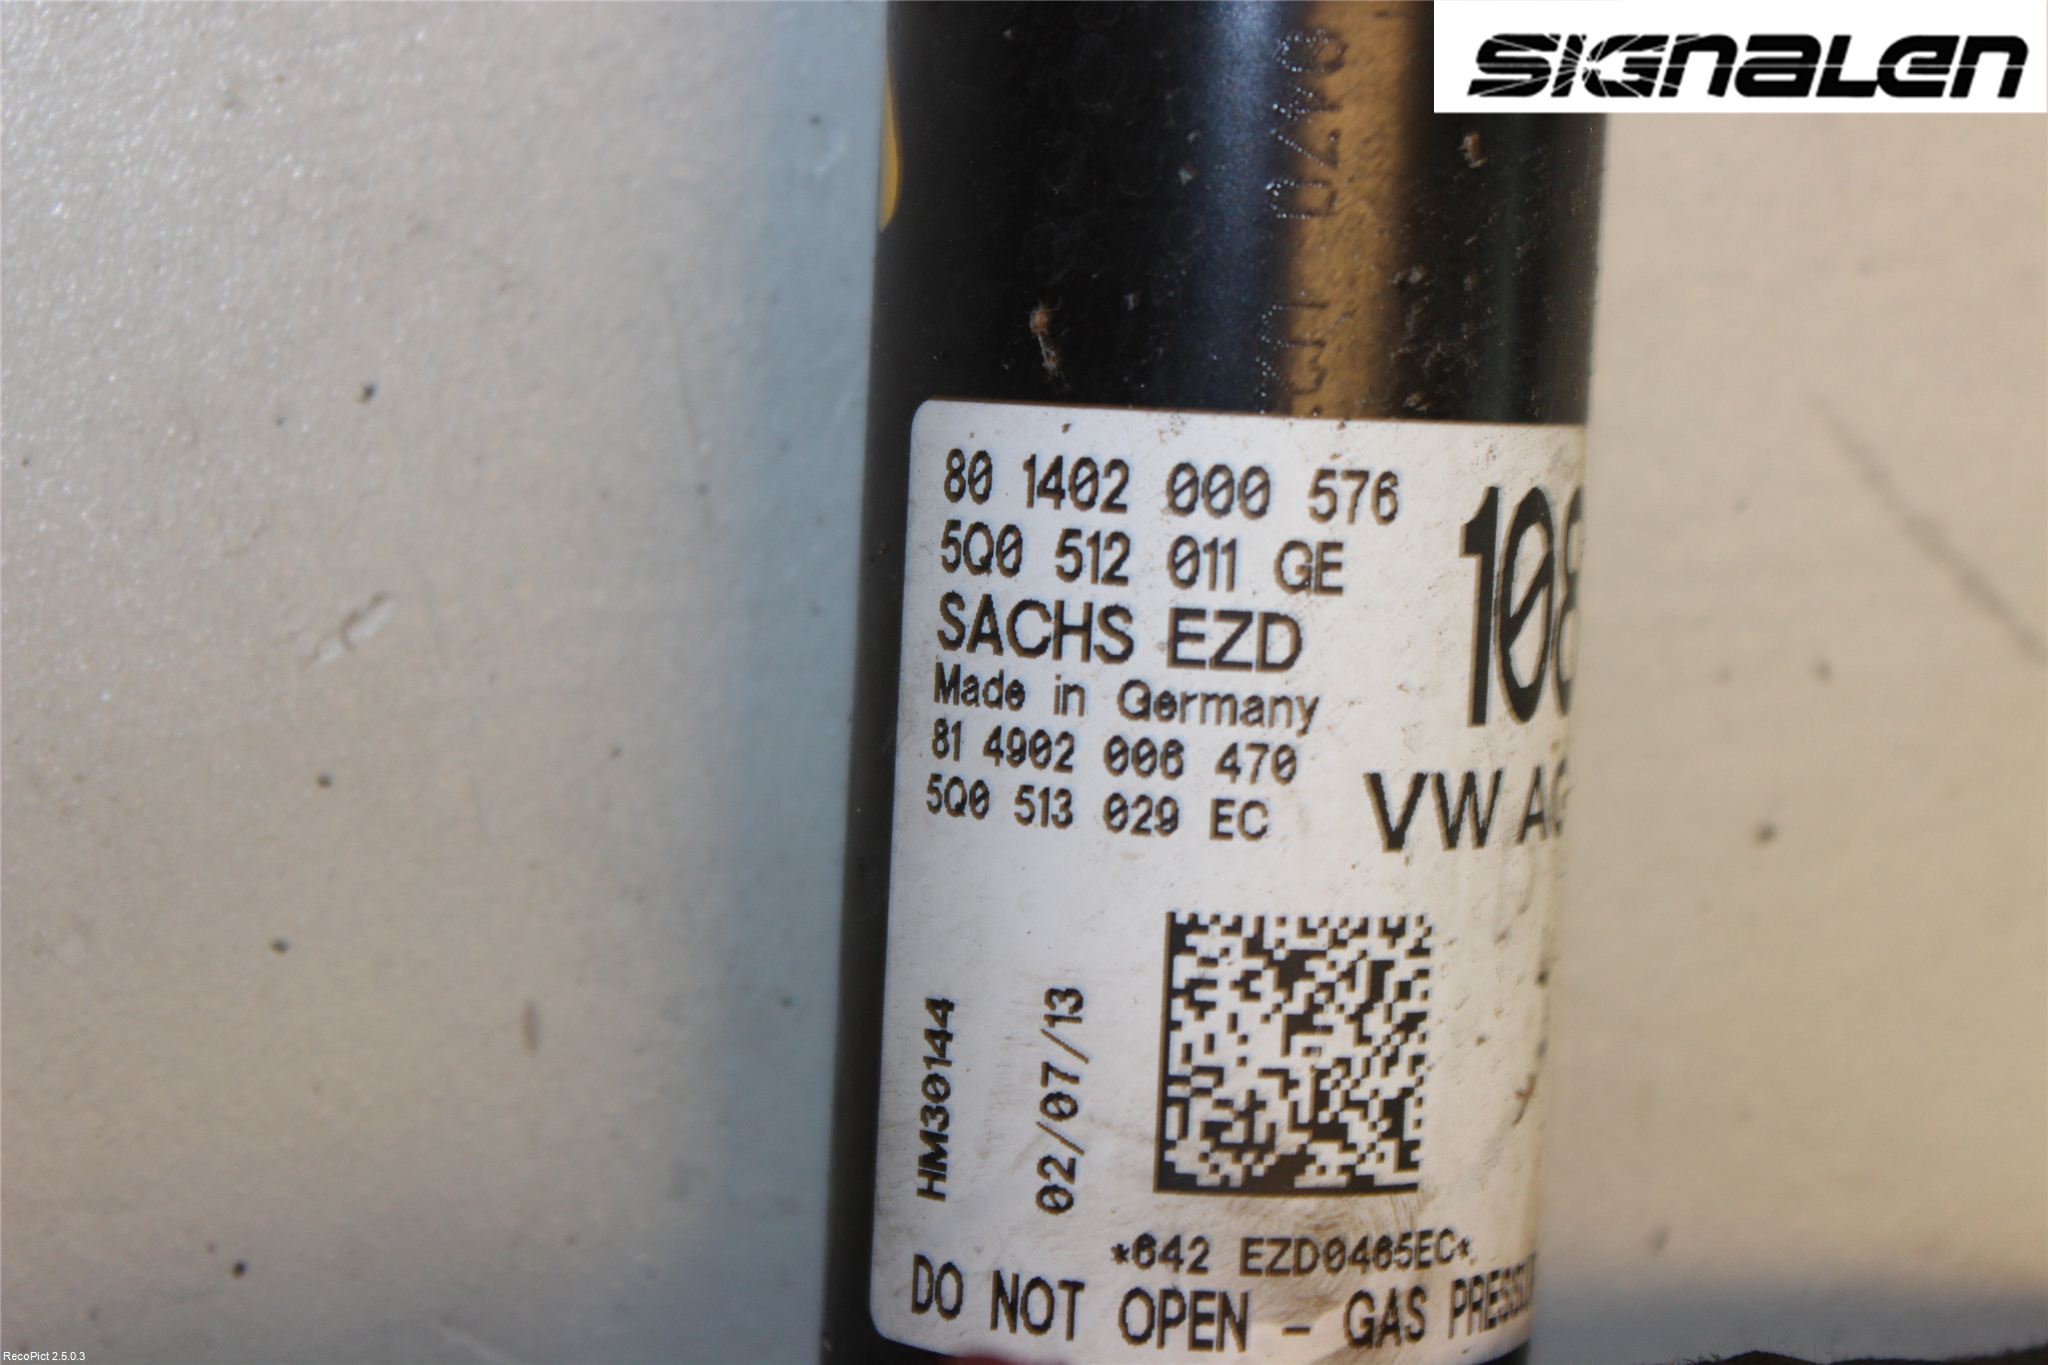 SIGNALEN
80 1402 000 576
5Q0 512 011 GE
SACHS EZD
Made in Germany
81 4902 006 470
5Q0 513 029 EC
108
VW AG
HM30144
02/07/13
*642 EZD0465EC*
DO NOT OPEN - GAS
RecoPict 2.5.0.3